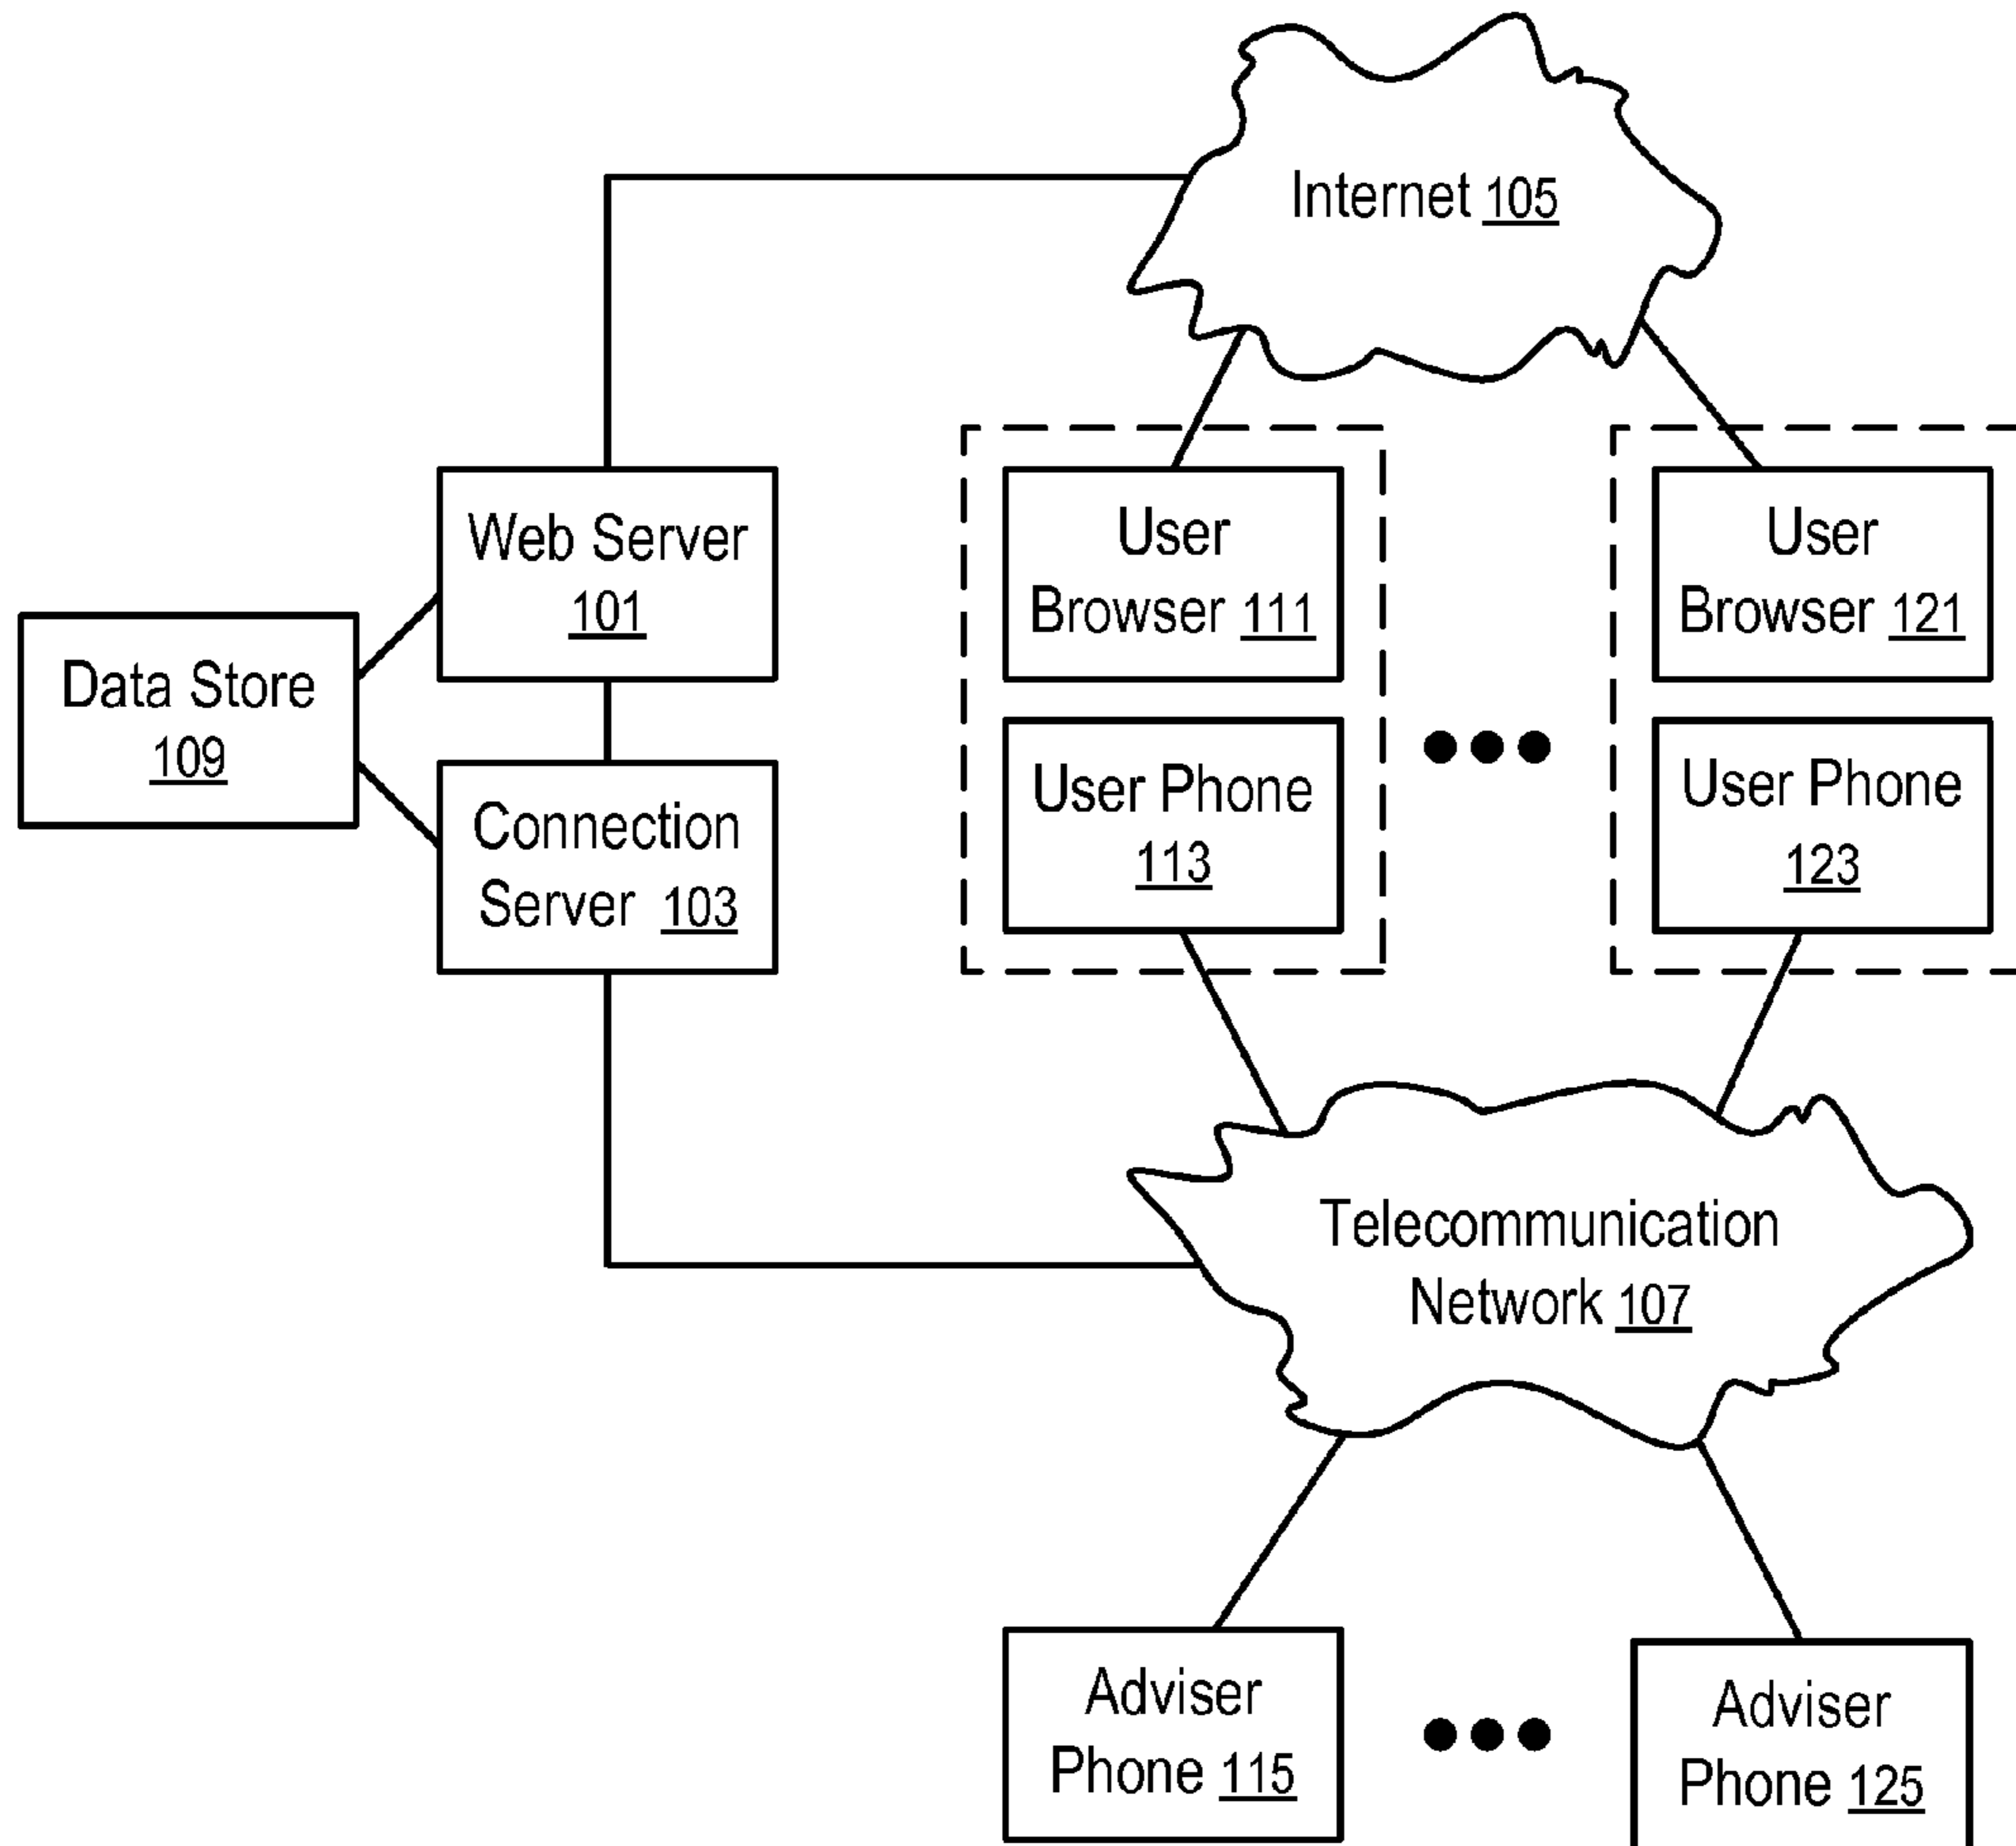 Internet 105
Web Server
101
User
Browser 111
User
Browser 121
Data Store
109
Connection
Server 103
User Phone
113
User Phone
123
Telecommunication
Network 107
Adviser
Phone 115
Adviser
Phone 125